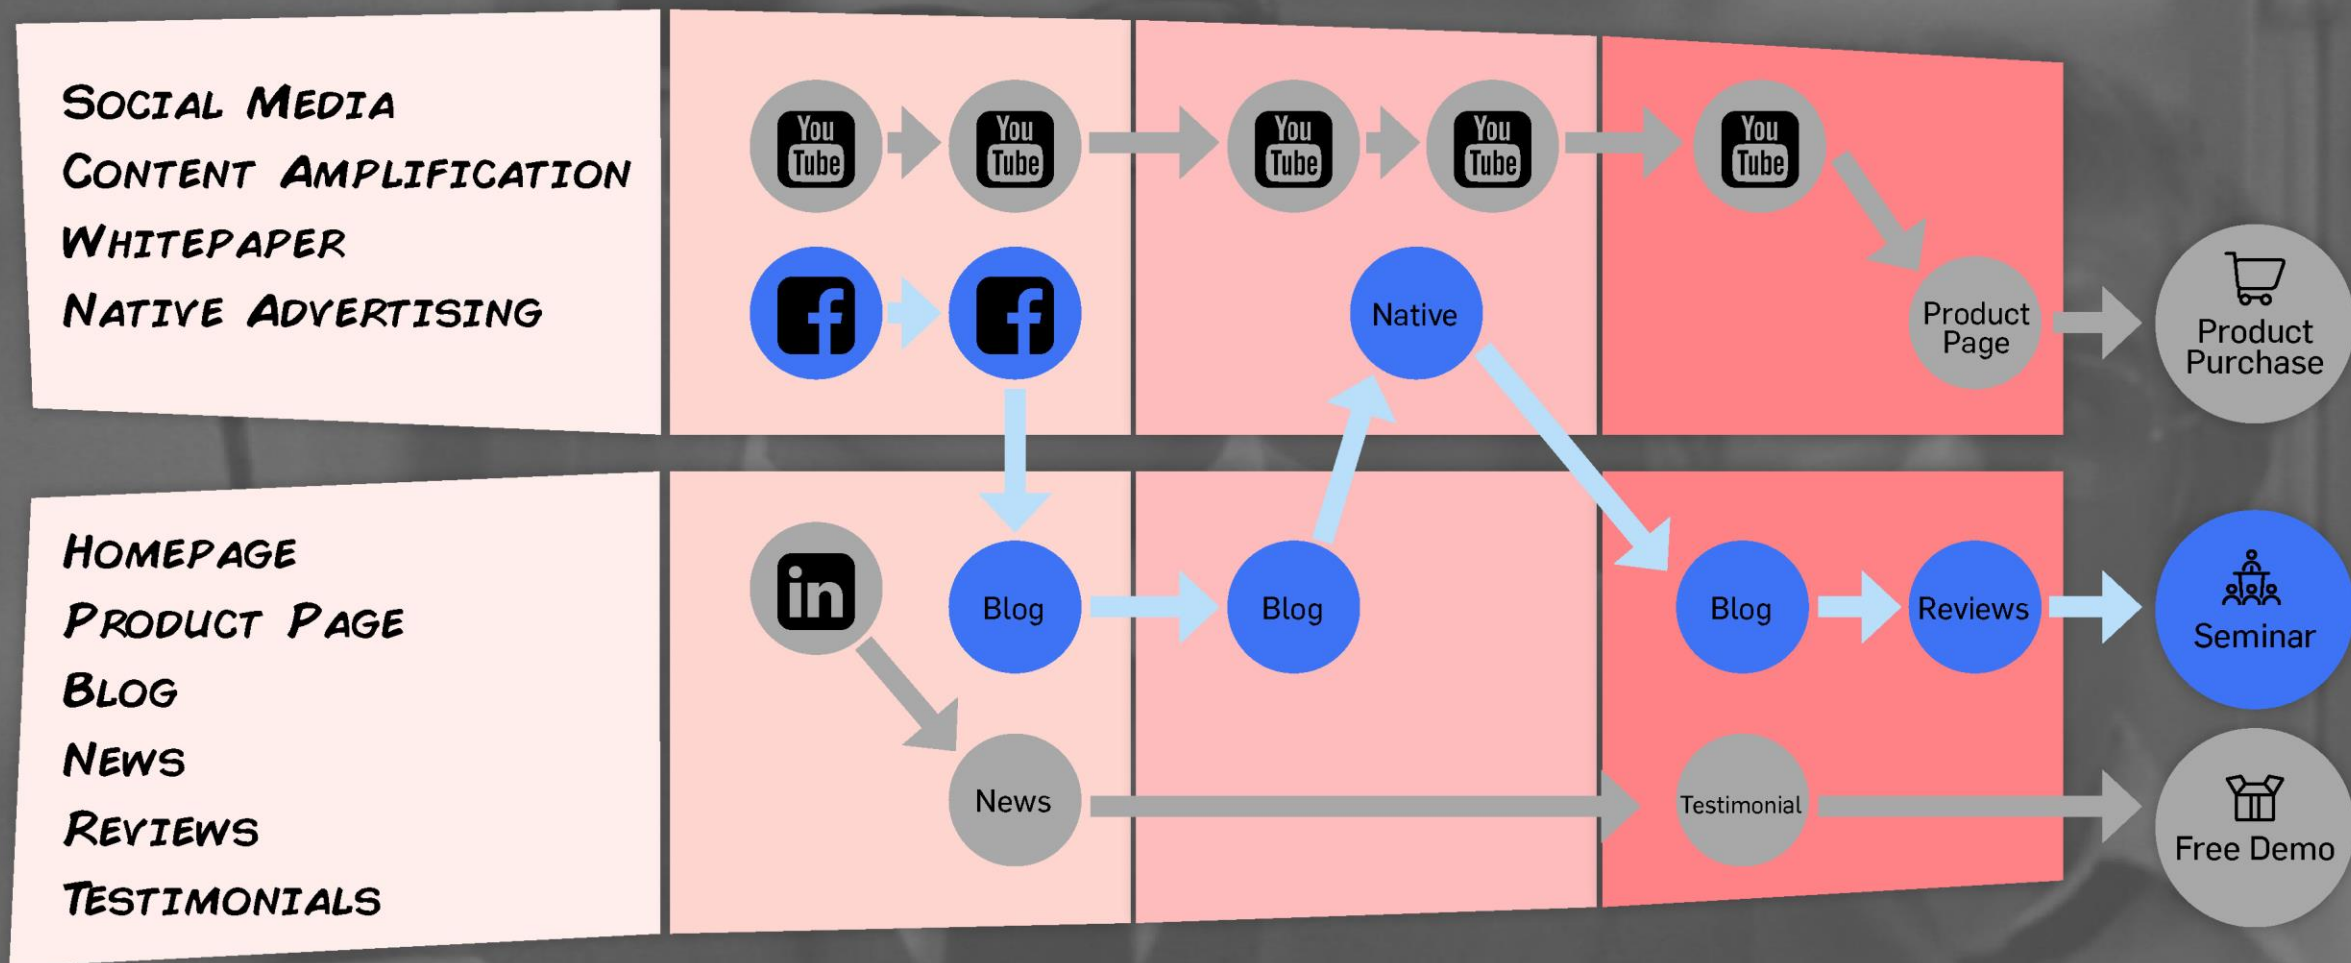 SOCIAL MEDIA
CONTENT AMPLIFICATION
WHITEPAPER
NATIVE ADVERTISING
You
Tube
You
Tube
You
Tube
You
Tube
You
Tube
f
f
Native
Product
Page
Product
Purchase
HOMEPAGE
PRODUCT PAGE
BLOG
NEWS
REVIEWS
TESTIMONIALS
in
Blog
Blog
Blog
Reviews
Seminar
News
Testimonial
Free Demo